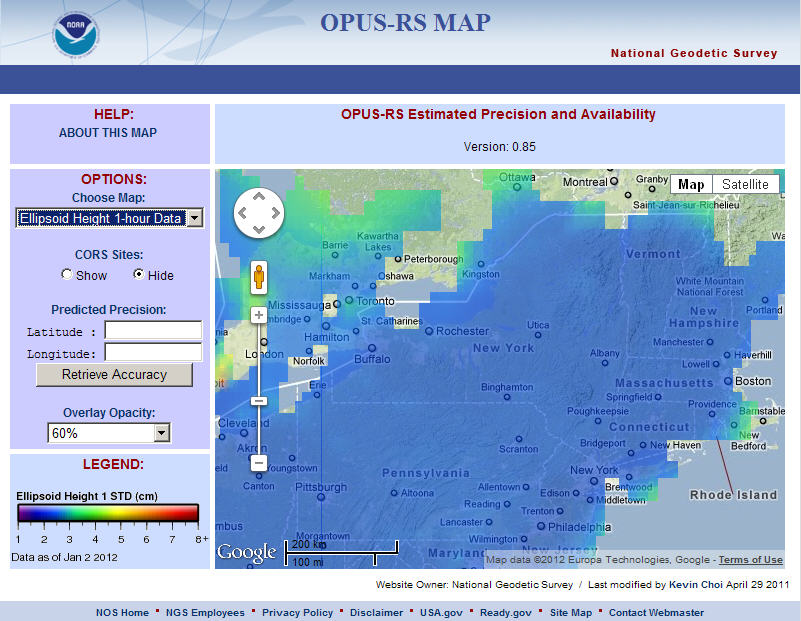 NOAA
OPUS-RS MAP
National Geodetic Survey
HELP:
ABOUT THIS MAP
OPTIONS:
Choose Map:
Ellipsoid Height 1-hour Data
CORS Sites:
Show Hide
Predicted Precision:
Latitude :
Longitude:
Retrieve Accuracy
Overlay Opacity:
60%
LEGEND:
Ellipsoid Height 1 STD (cm)
1 2 3 4 5 6 7 8+
Data as of Jan 2 2012
OPUS-RS Estimated Precision and Availability
Version: 0.85
Map Satellite
Ottawa
Montreal
Granby
Saint-Jean-sur-Richelieu
Barrie
Kawartha
Lakes
Peterborough
Kingston
Vermont
Markham
Oshawa
White Mountain
National Forest
Mississauga
Toronto
Portland
mbridge
St. Catharines
New
Hampshire
Hamilton
Rochester
Utica
Manchester
London
Buffalo
New York
Albany
Haverhill
Norfolk
Lowell
Erie
Binghamton
Massachusetts
Boston
Springfield
Poughkeepsie
Providence
Barnstable
Cleveland
Connecticut
New
Bedford
Akron
Scranton
Bridgeport
New Haven
Youngstown
Pennsylvania
New York
Canton
Pittsburgh
Altoona
Allentown
Edison
Brentwood
Middletown
Rhode Island
Reading
Trenton
mbus
Lancaster
Philadelphia
Morgantown
Wilmington
Maryland
New Jersey
Google
200 km
100 mi
Map data ©2012 Europa Technologies, Google - Terms of Use
Website Owner: National Geodetic Survey / Last modified by Kevin Choi April 29 2011
NOS Home • NGS Employees • Privacy Policy • Disclaimer • USA.gov • Ready.gov • Site Map • Contact Webmaster